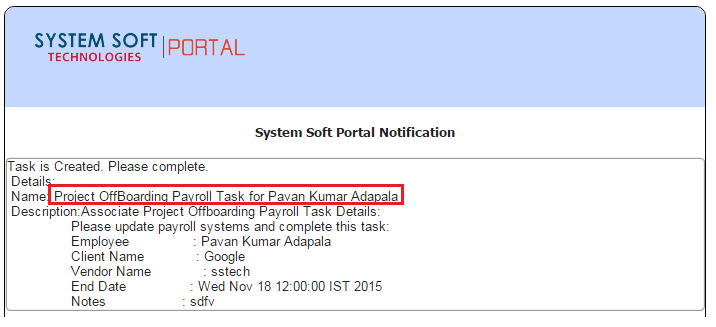 SYSTEM SOFT
TECHNOLOGIES
PORTAL
System Soft Portal Notification
Task is Created. Please complete.
Details:
Name: Project OffBoarding Payroll Task for Pavan Kumar Adapala
Description:Associate Project Offboarding Payroll Task Details:
Please update payroll systems and complete this task:
Employee : Pavan Kumar Adapala
Client Name : Google
Vendor Name : sstech
End Date : Wed Nov 18 12:00:00 IST 2015
Notes : sdfv